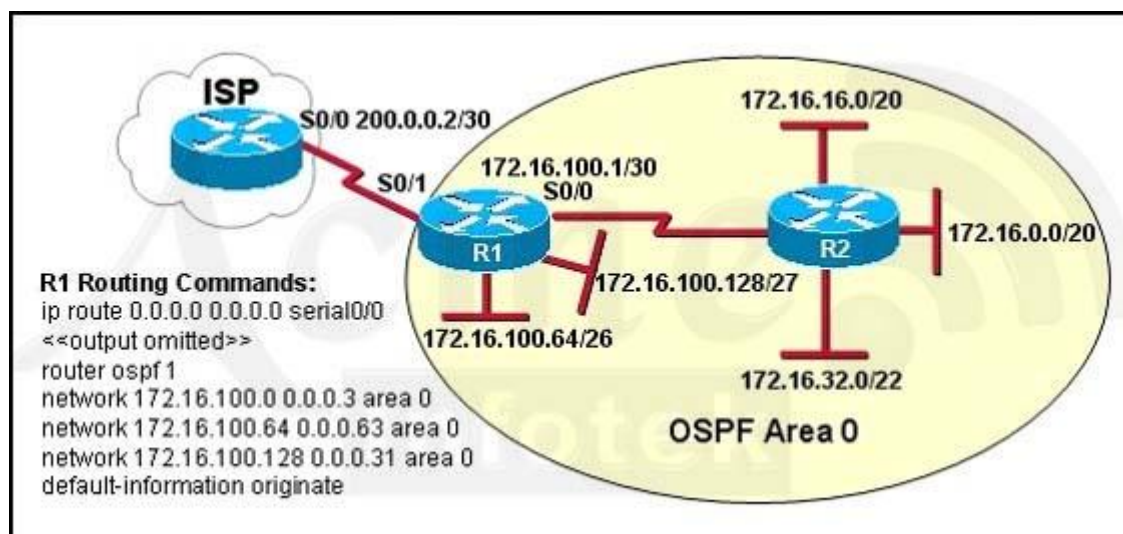 ISP
S0/0 200.0.0.2/30
S0/1
172.16.100.1/30
S0/0
R1
172.16.100.128/27
172.16.100.64/26
172.16.16.0/20
R2
172.16.0.0/20
172.16.32.0/22
OSPF Area 0
R1 Routing Commands:
ip route 0.0.0.0 0.0.0.0 serial0/0
<<output omitted>>
router ospf 1
network 172.16.100.0 0.0.0.3 area 0
network 172.16.100.64 0.0.0.63 area 0
network 172.16.100.128 0.0.0.31 area 0
default-information originate